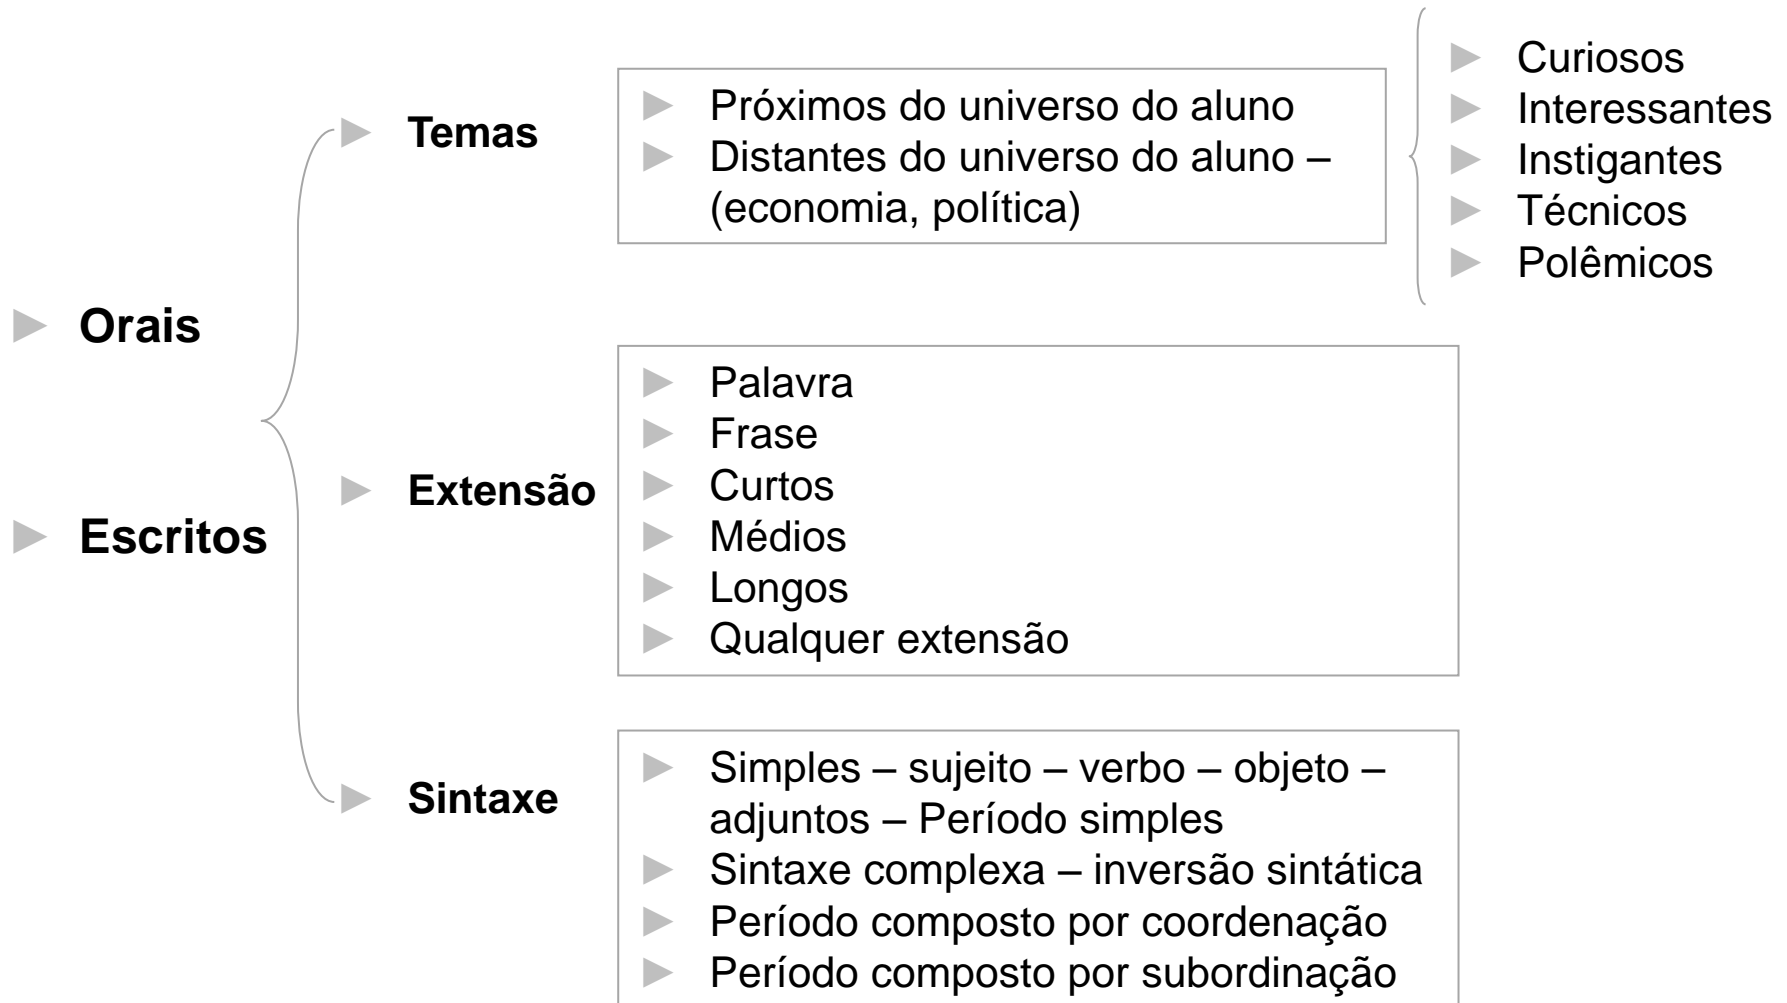 Orais
Escritos
Temas
Próximos do universo do aluno
Distantes do universo do aluno –
(economia, política)
Curiosos
Interessantes
Instigantes
Técnicos
Polêmicos
Extensão
Palavra
Frase
Curtos
Médios
Longos
Qualquer extensão
Sintaxe
Simples – sujeito – verbo – objeto –
adjuntos – Período simples
Sintaxe complexa – inversão sintática
Período composto por coordenação
Período composto por subordinação